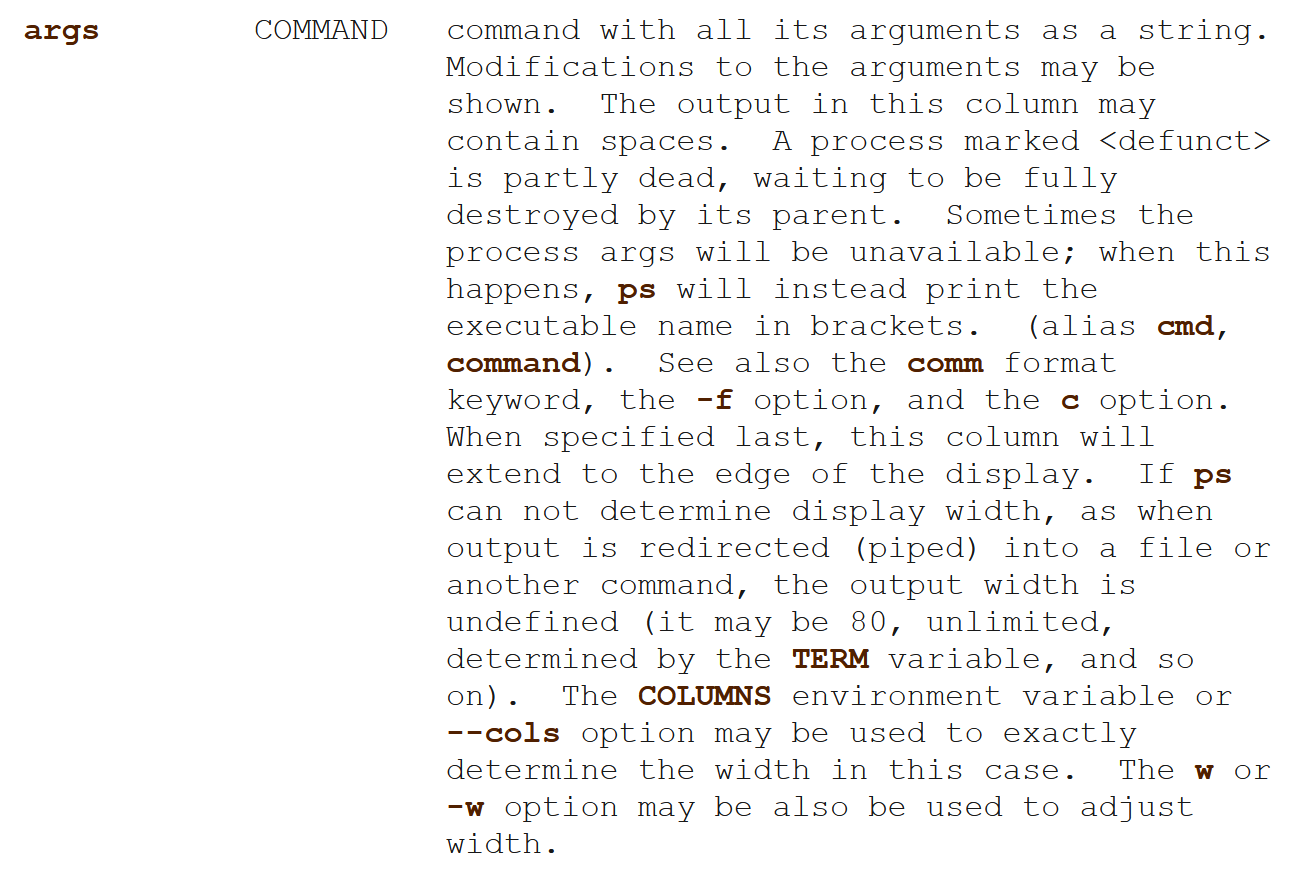 args        COMMAND   command with all its arguments as a string.
Modifications to the arguments may be
shown.  The output in this column may
contain spaces.  A process marked <defunct>
is partly dead, waiting to be fully
destroyed by its parent.  Sometimes the
process args will be unavailable; when this
happens, ps will instead print the
executable name in brackets.  (alias cmd,
command).  See also the comm format
keyword, the -f option, and the c option.
When specified last, this column will
extend to the edge of the display.  If ps
can not determine display width, as when
output is redirected (piped) into a file or
another command, the output width is
undefined (it may be 80, unlimited,
determined by the TERM variable, and so
on).  The COLUMNS environment variable or
--cols option may be used to exactly
determine the width in this case.  The w or
-w option may be also be used to adjust
width.